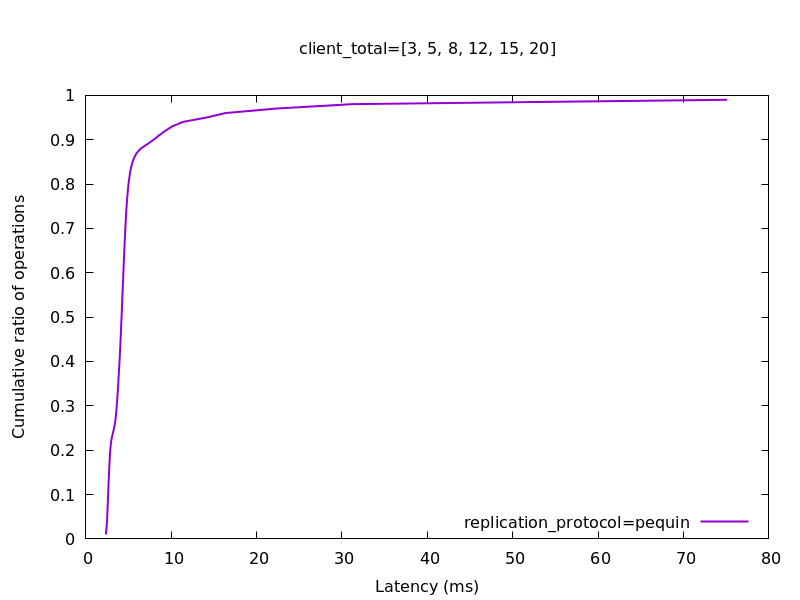 client_total=[3, 5, 8, 12, 15, 20]
1
0.9
0.8
0.7
0.6
0.5
0.4
0.3
0.2
0.1
0
Cumulative ratio of operations
replication_protocol=pequin
0 10 20 30 40 50 60 70 80
Latency (ms)